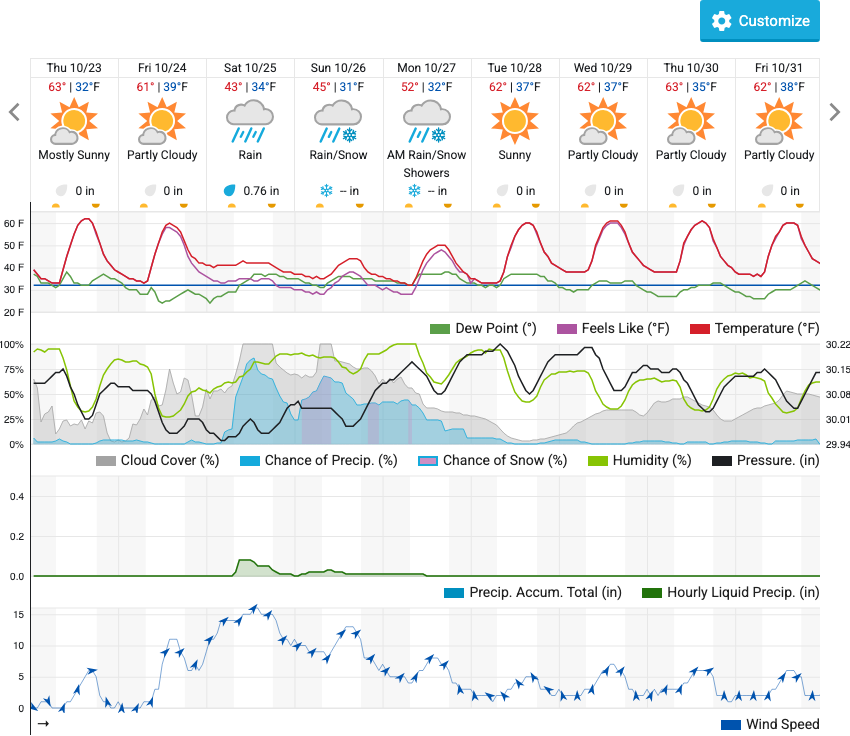 Customize
Thu 10/23 Fri 10/24 Sat 10/25 Sun 10/26 Mon 10/27 Tue 10/28 Wed 10/29 Thu 10/30 Fri 10/31
63° | 32°F 61° | 39°F 43° | 34°F 45° | 31°F 52° | 32°F 62° | 37°F 62° | 37°F 63° | 35°F 62° | 38°F
Mostly Sunny Partly Cloudy Rain Rain/Snow AM Rain/Snow Sunny Partly Cloudy Partly Cloudy Partly Cloudy
Showers
0 in 0 in 0.76 in -- in -- in 0 in 0 in 0 in 0 in
60 F
50 F
40 F
30 F
20 F
Dew Point (°) Feels Like (°F) Temperature (°F)
100% 30.22
75% 30.15
50% 30.08
25% 30.01
0% 29.94
Cloud Cover (%) Chance of Precip. (%) Chance of Snow (%) Humidity (%) Pressure. (in)
0.4
0.2
0.0
Precip. Accum. Total (in) Hourly Liquid Precip. (in)
15
10
5
0
Wind Speed